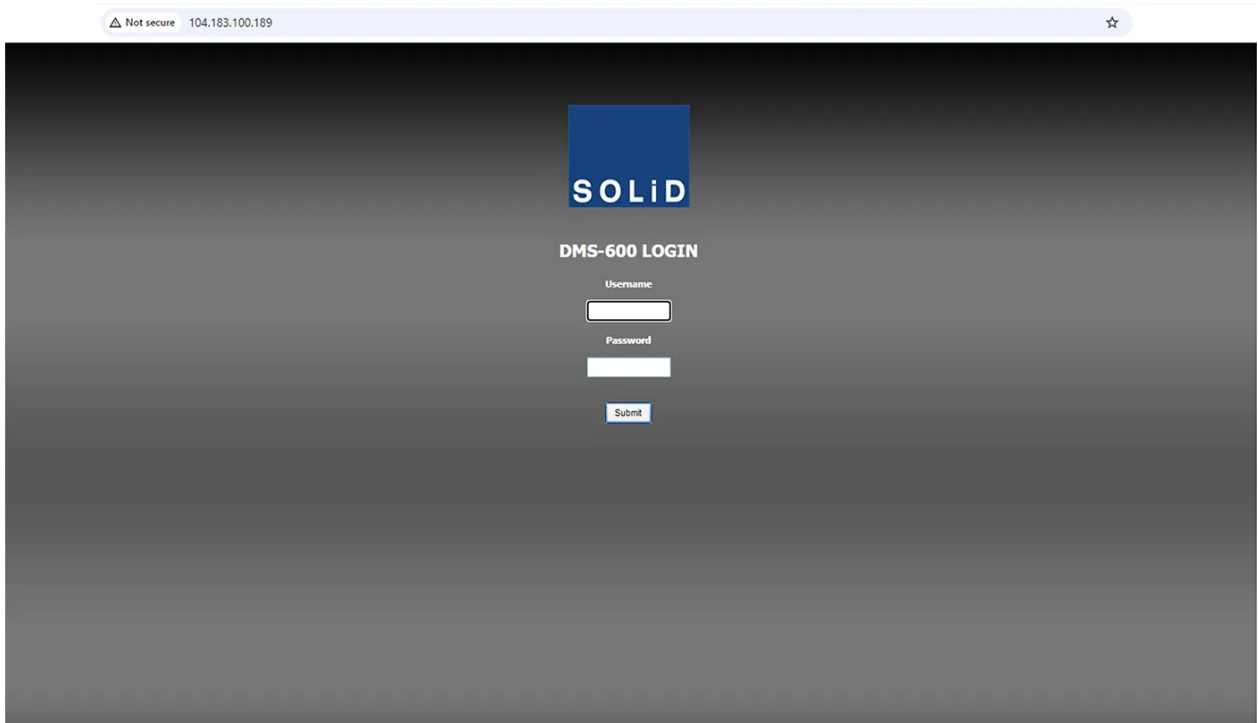 Not secure 104.183.100.189
SOLiD
DMS-600 LOGIN
Username
Password
Submit